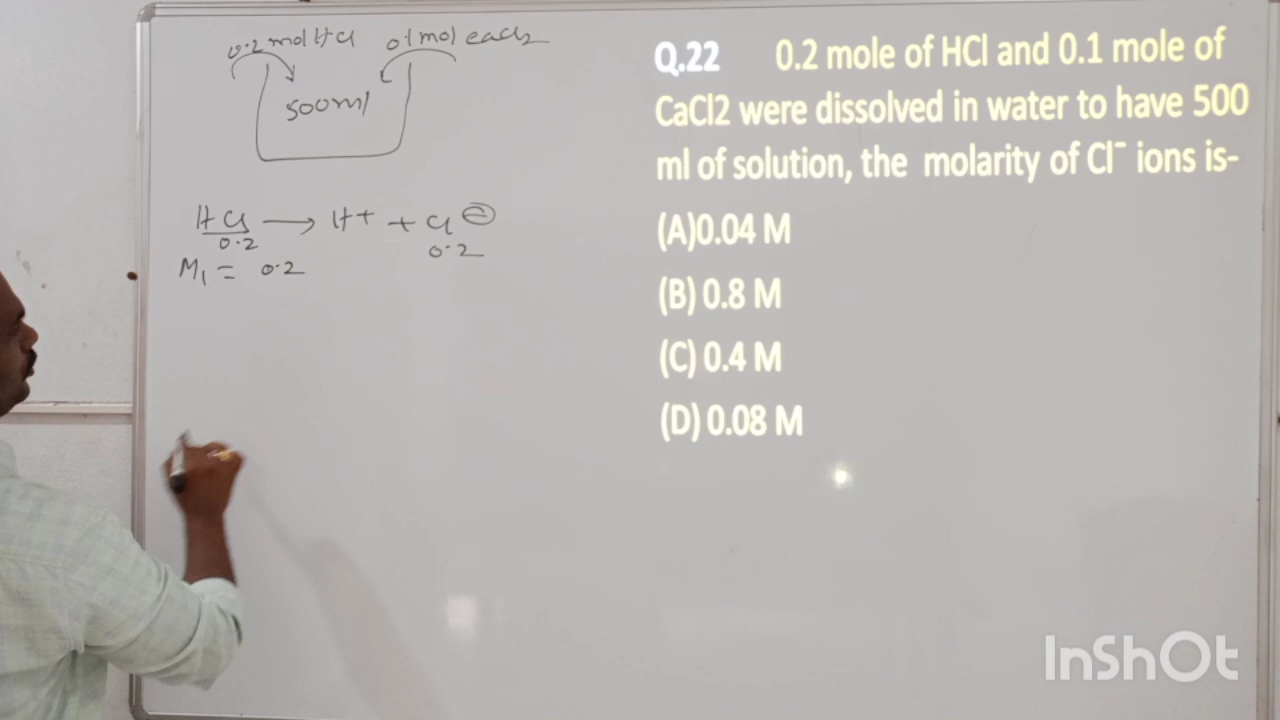 0.2 mol HCl 0.1 mol CaCl2
500ml
HCl ⟶ H+ + Cl ⊖
0.2 0.2
M1 = 0.2
Q.22 0.2 mole of HCl and 0.1 mole of
CaCl2 were dissolved in water to have 500
ml of solution, the molarity of Cl⁻ ions is-
(A)0.04 M
(B) 0.8 M
(C) 0.4 M
(D) 0.08 M
InShOt